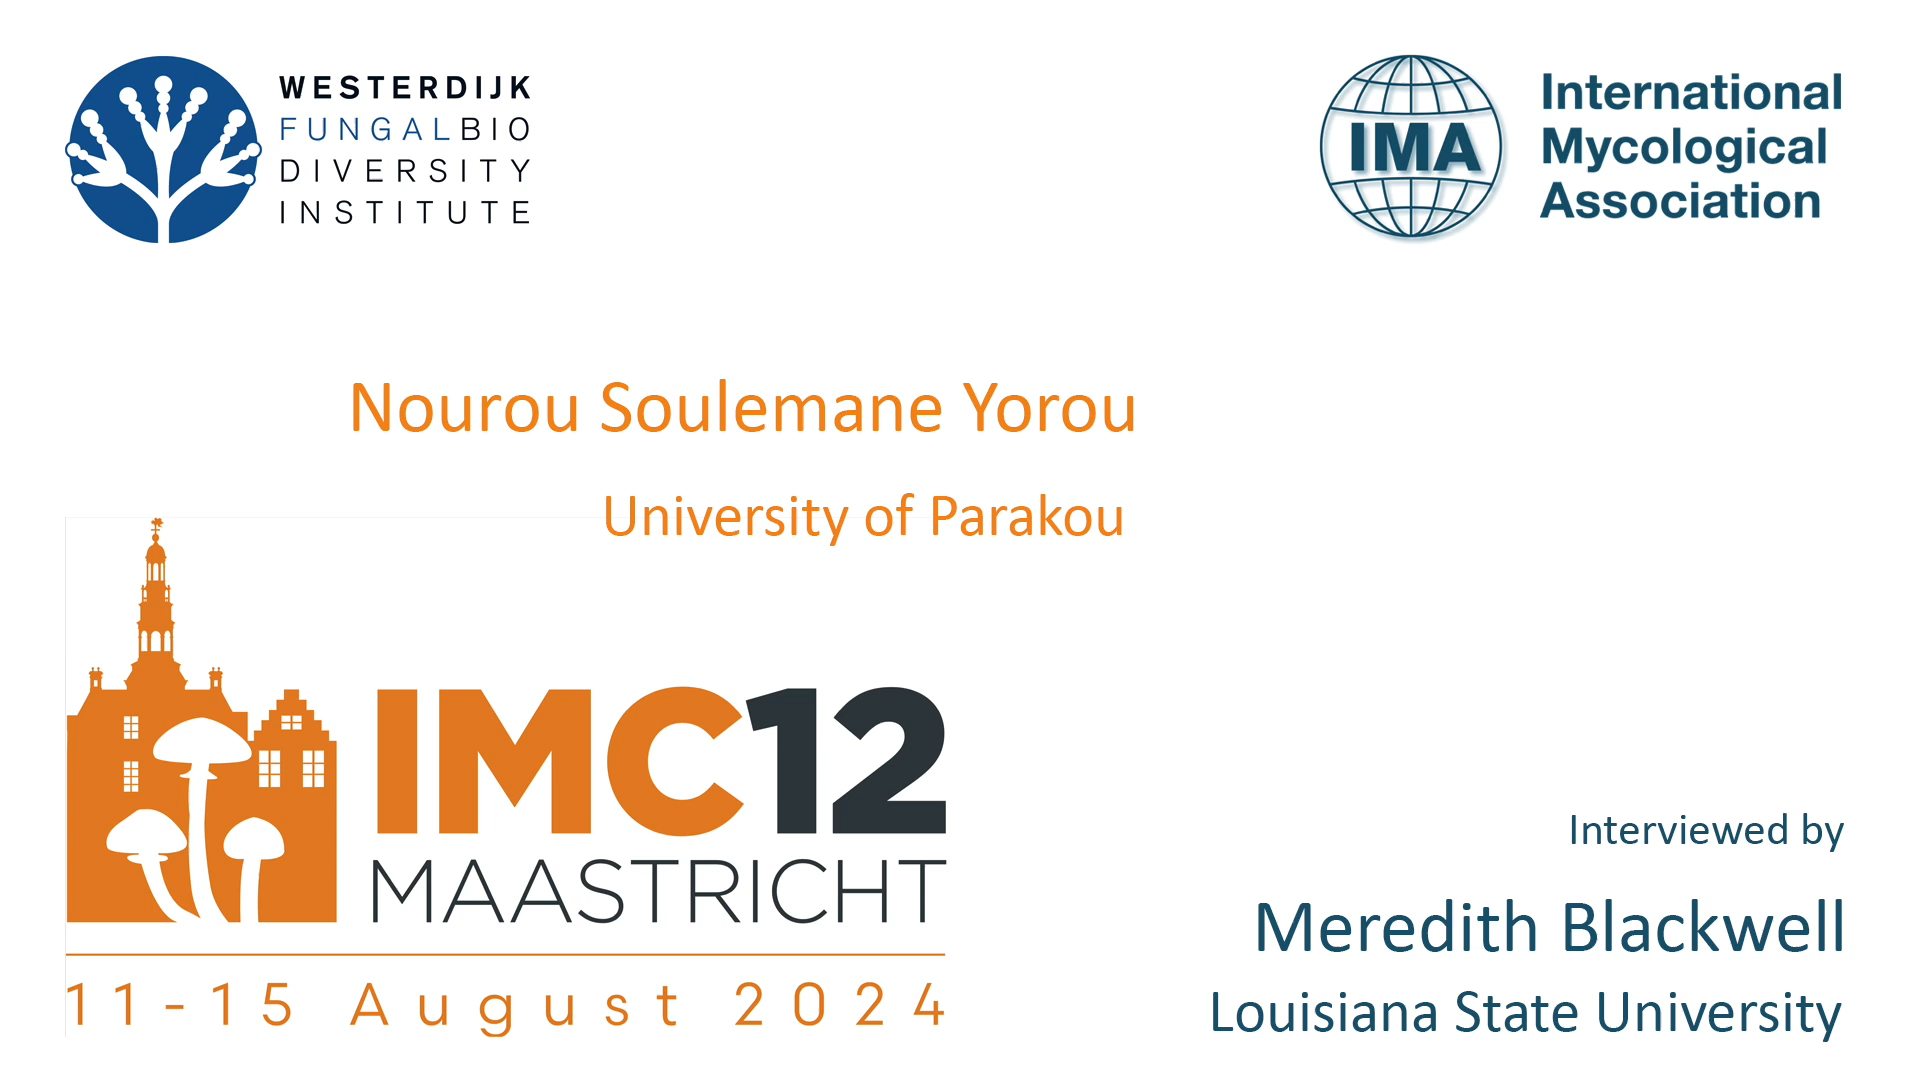 WESTERDIJK
FUNGALBIO
DIVERSITY
INSTITUTE
IMA
International
Mycological
Association
Nourou Soulemane Yorou
University of Parakou
IMC12
MAASTRICHT
11-15 August 2024
Interviewed by
Meredith Blackwell
Louisiana State University